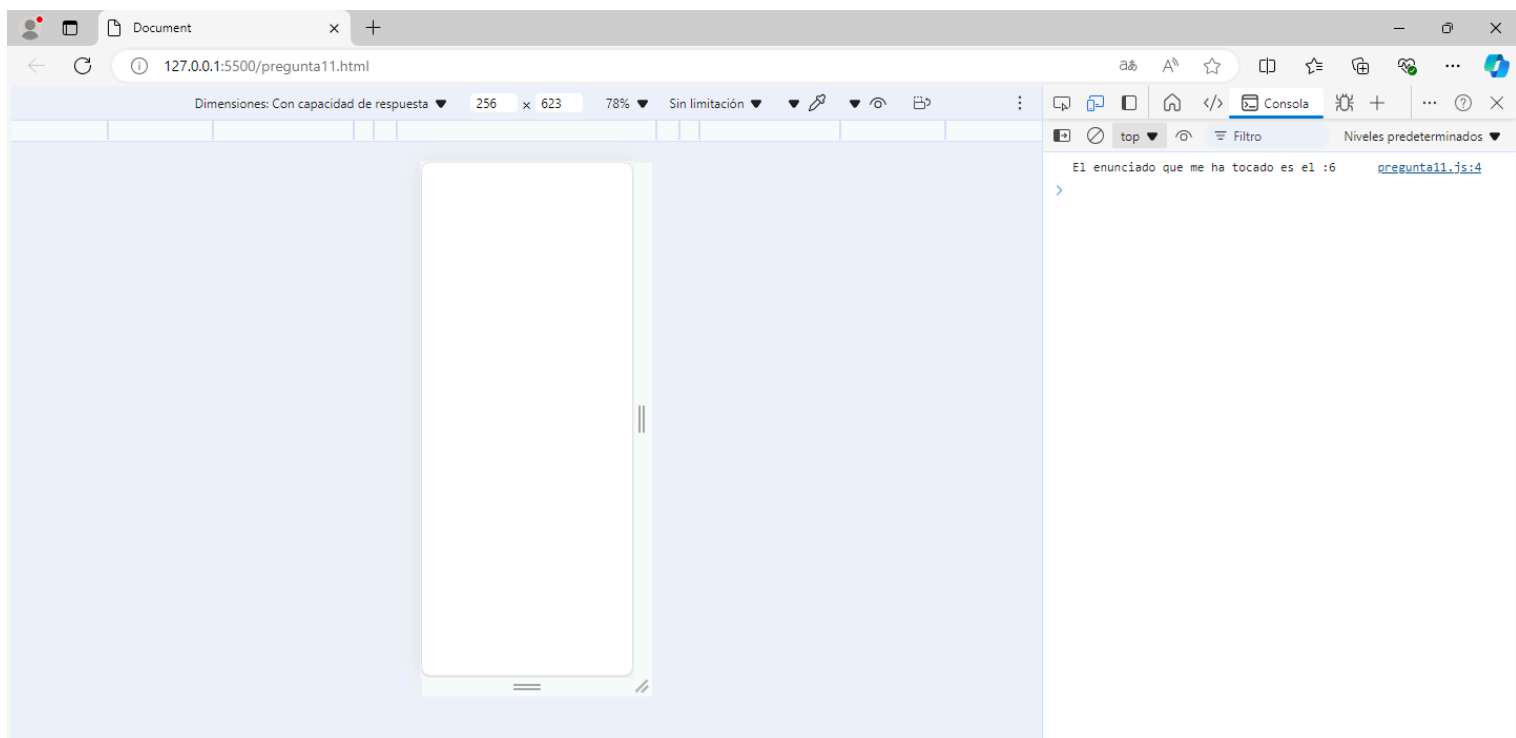 Document
127.0.0.1:5500/pregunta11.html
Dimensiones: Con capacidad de respuesta 256 x 623 78% Sin limitación
Consola
top Filtro Niveles predeterminados
El enunciado que me ha tocado es el :6 pregunta11.js:4